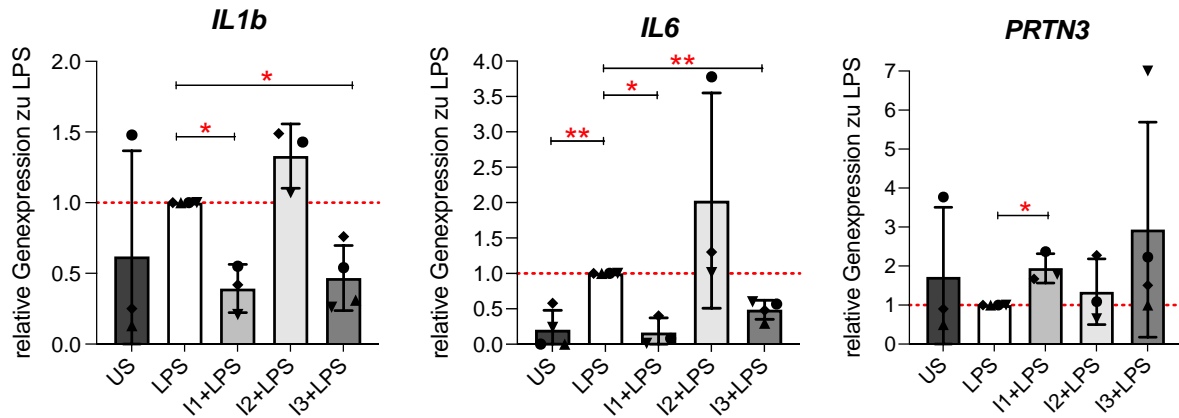 IL1b
relative Genexpression zu LPS
2.0
1.5
1.0
0.5
0.0
*
*
US
LPS
I1+LPS
I2+LPS
I3+LPS
IL6
relative Genexpression zu LPS
4.0
3.5
3.0
2.5
2.0
1.5
1.0
0.5
0.0
**
*
**
US
LPS
I1+LPS
I2+LPS
I3+LPS
PRTN3
relative Genexpression zu LPS
7
6
5
4
3
2
1
0
*
US
LPS
I1+LPS
I2+LPS
I3+LPS